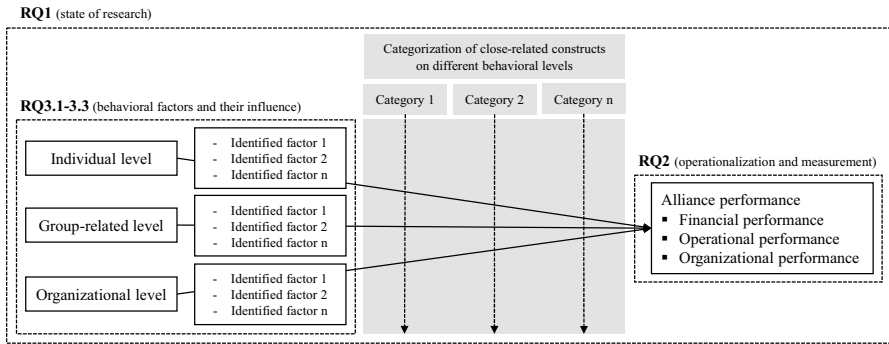 RQ1 (state of research)
Categorization of close-related constructs
on different behavioral levels
Category 1
Category 2
Category n
RQ3.1-3.3 (behavioral factors and their influence)
Individual level
- Identified factor 1
- Identified factor 2
- Identified factor n
Group-related level
- Identified factor 1
- Identified factor 2
- Identified factor n
Organizational level
- Identified factor 1
- Identified factor 2
- Identified factor n
RQ2 (operationalization and measurement)
Alliance performance
▪ Financial performance
▪ Operational performance
▪ Organizational performance